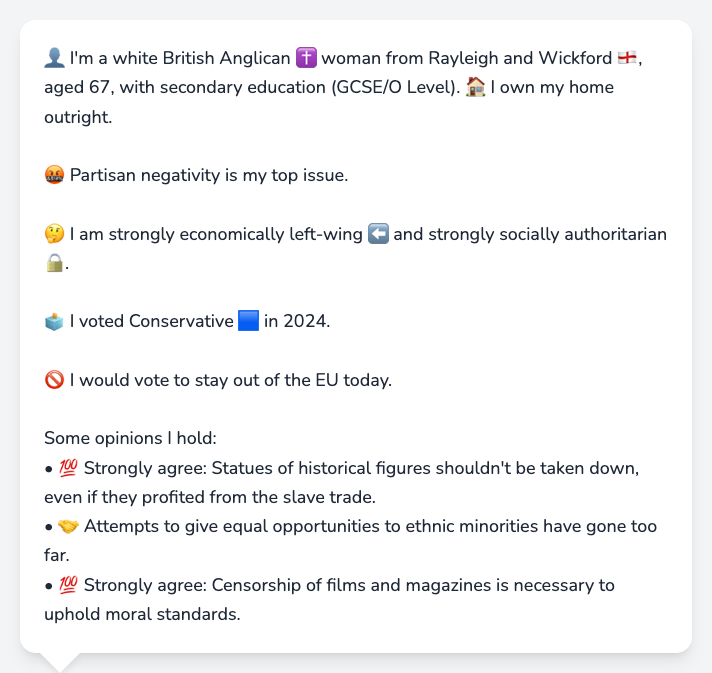 👤 I'm a white British Anglican ✝️ woman from Rayleigh and Wickford 🏴󠁧󠁢󠁥󠁮󠁧󠁿,
aged 67, with secondary education (GCSE/O Level). 🏠 I own my home
outright.
🤬 Partisan negativity is my top issue.
🤔 I am strongly economically left-wing ⬅️ and strongly socially authoritarian
🔒.
🗳️ I voted Conservative 🟦 in 2024.
🚫 I would vote to stay out of the EU today.
Some opinions I hold:
• 💯 Strongly agree: Statues of historical figures shouldn't be taken down,
even if they profited from the slave trade.
• 🤝 Attempts to give equal opportunities to ethnic minorities have gone too
far.
• 💯 Strongly agree: Censorship of films and magazines is necessary to
uphold moral standards.